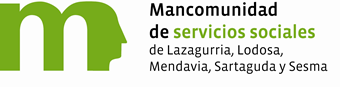 m
Mancomunidad
de servicios sociales
de Lazagurria, Lodosa,
Mendavia, Sartaguda y Sesma